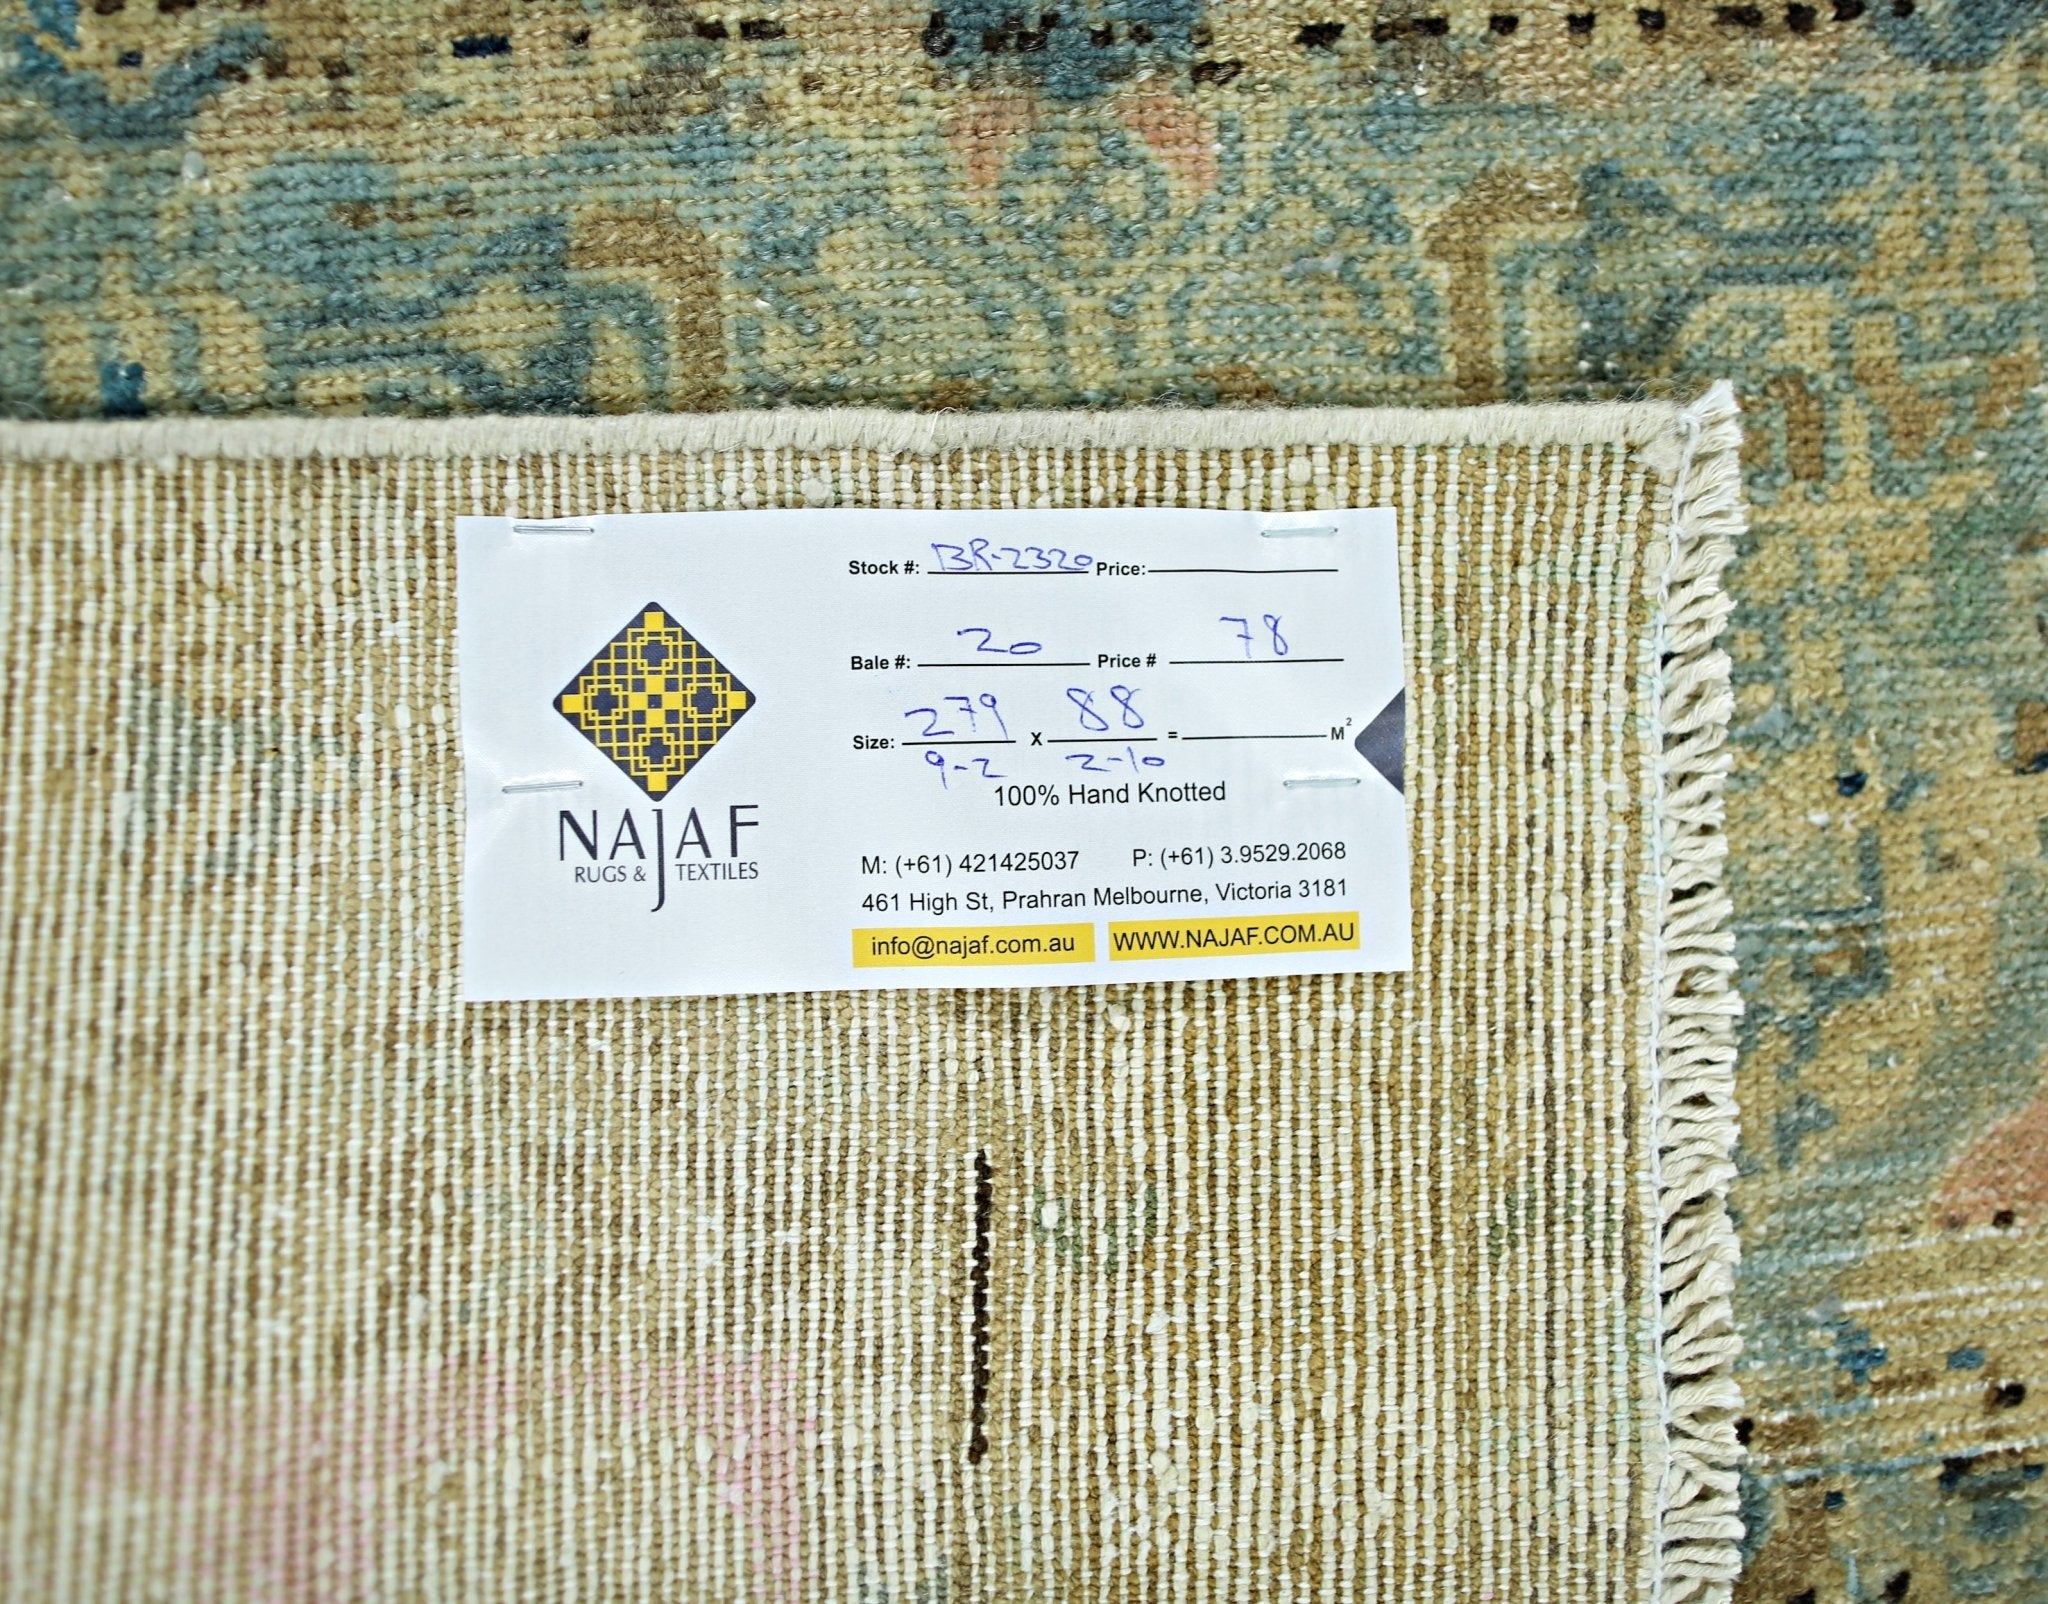 Stock #: BR-2320 Price:
Bale #: 20 Price # 78
Size: 279 X 88 = M²
9-2 2-10
100% Hand Knotted
NAJAF
RUGS & TEXTILES
M: (+61) 421425037 P: (+61) 3.9529.2068
461 High St, Prahran Melbourne, Victoria 3181
info@najaf.com.au WWW.NAJAF.COM.AU